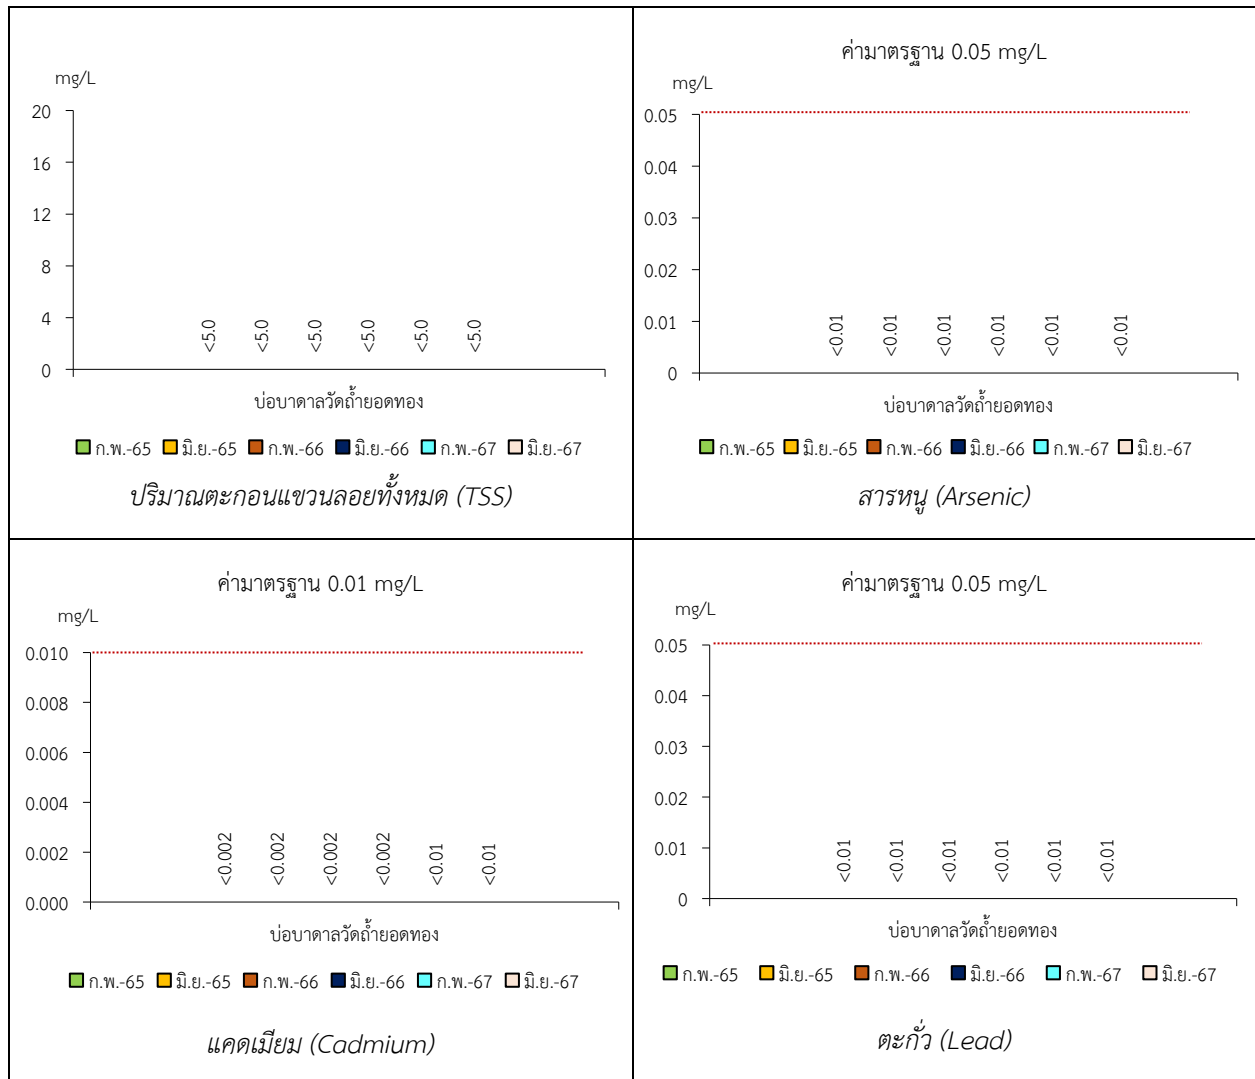 mg/L
20
16
12
8
4
0
<5.0
<5.0
<5.0
<5.0
<5.0
<5.0
บ่อบาดาลวัดถ้ำยอดทอง
ก.พ.-65 มิ.ย.-65 ก.พ.-66 มิ.ย.-66 ก.พ.-67 มิ.ย.-67
ปริมาณตะกอนแขวนลอยทั้งหมด (TSS)
ค่ามาตรฐาน 0.05 mg/L
mg/L
0.05
0.04
0.03
0.02
0.01
0
<0.01
<0.01
<0.01
<0.01
<0.01
<0.01
บ่อบาดาลวัดถ้ำยอดทอง
ก.พ.-65 มิ.ย.-65 ก.พ.-66 มิ.ย.-66 ก.พ.-67 มิ.ย.-67
สารหนู (Arsenic)
ค่ามาตรฐาน 0.01 mg/L
mg/L
0.010
0.008
0.006
0.004
0.002
0.000
<0.002
<0.002
<0.002
<0.002
<0.01
<0.01
บ่อบาดาลวัดถ้ำยอดทอง
ก.พ.-65 มิ.ย.-65 ก.พ.-66 มิ.ย.-66 ก.พ.-67 มิ.ย.-67
แคดเมียม (Cadmium)
ค่ามาตรฐาน 0.05 mg/L
mg/L
0.05
0.04
0.03
0.02
0.01
0
<0.01
<0.01
<0.01
<0.01
<0.01
<0.01
บ่อบาดาลวัดถ้ำยอดทอง
ก.พ.-65 มิ.ย.-65 ก.พ.-66 มิ.ย.-66 ก.พ.-67 มิ.ย.-67
ตะกั่ว (Lead)